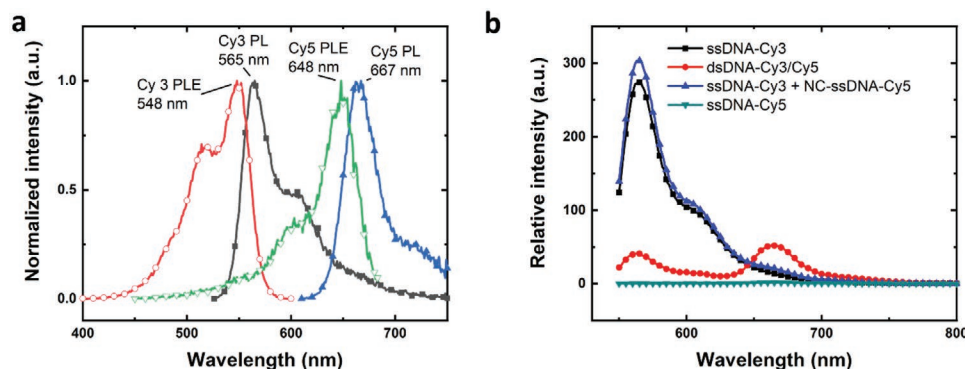 a
Cy 3 PLE
548 nm
Cy3 PL
565 nm
Cy5 PLE
648 nm
Cy5 PL
667 nm
Normalized intensity (a.u.)
1.0
0.5
0.0
400
500
600
700
Wavelength (nm)
b
ssDNA-Cy3
dsDNA-Cy3/Cy5
ssDNA-Cy3 + NC-ssDNA-Cy5
ssDNA-Cy5
Relative intensity (a.u.)
300
200
100
0
600
700
800
Wavelength (nm)